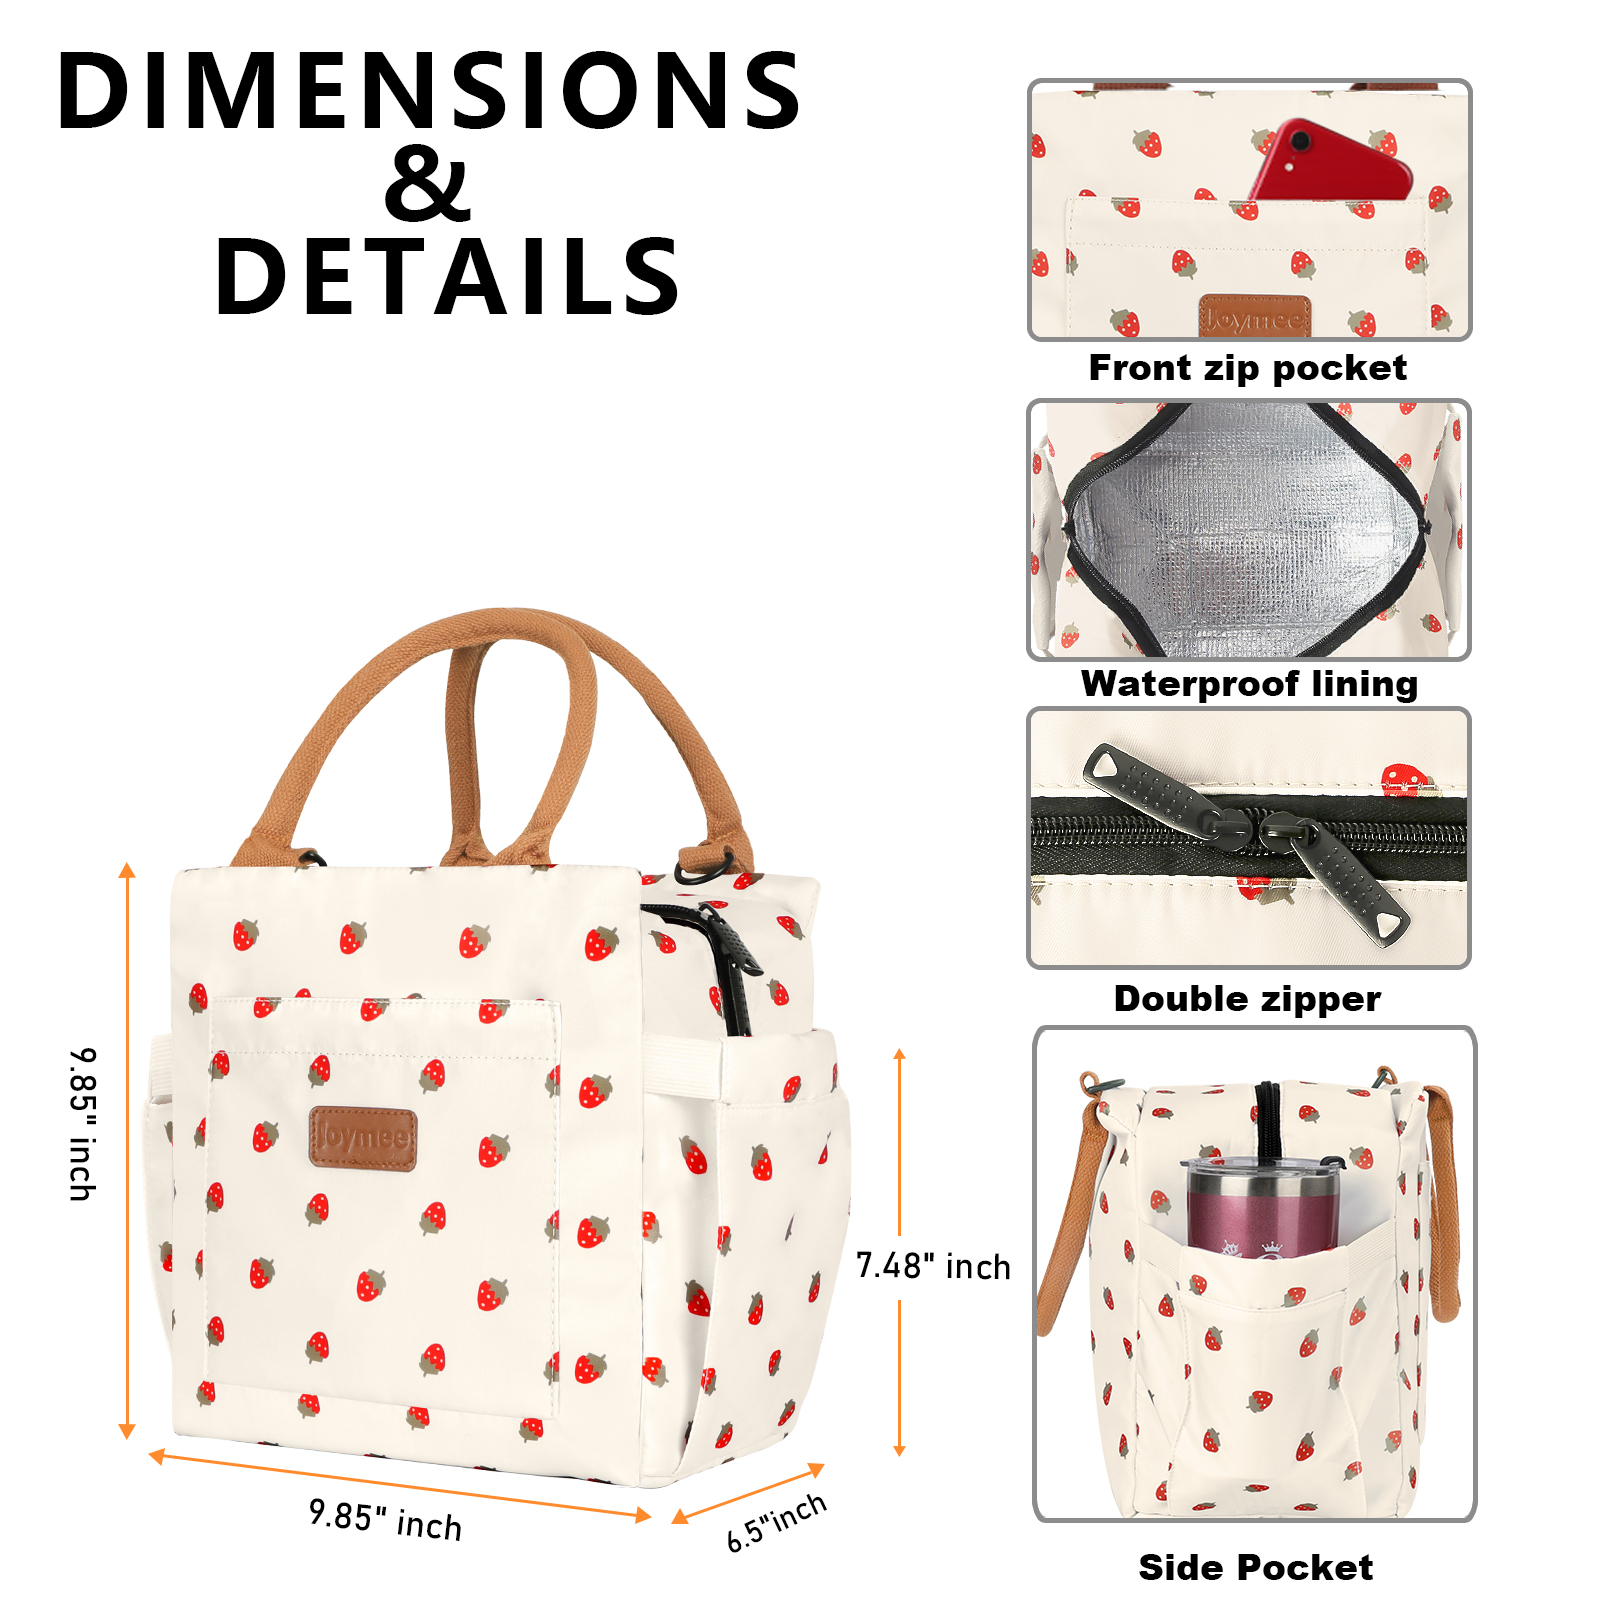 DIMENSIONS
&
DETAILS
Joymee
Front zip pocket
Waterproof lining
Double zipper
Joymee
9.85" inch
7.48" inch
9.85" inch
6.5"inch
Side Pocket